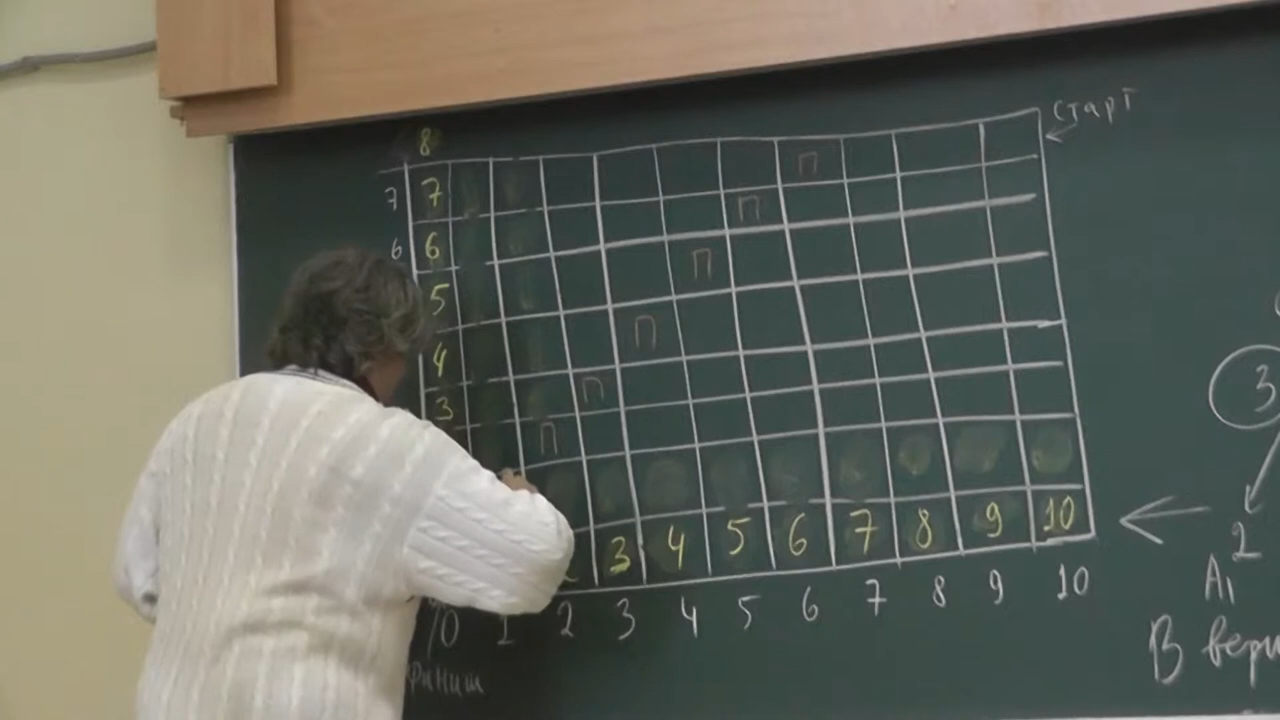 старт
8
7 7 П
6 6 П
5 П
4 П
3 П
П
3 4 5 6 7 8 9 10
0 1 2 3 4 5 6 7 8 9 10
Финиш
3
2
A₁
В